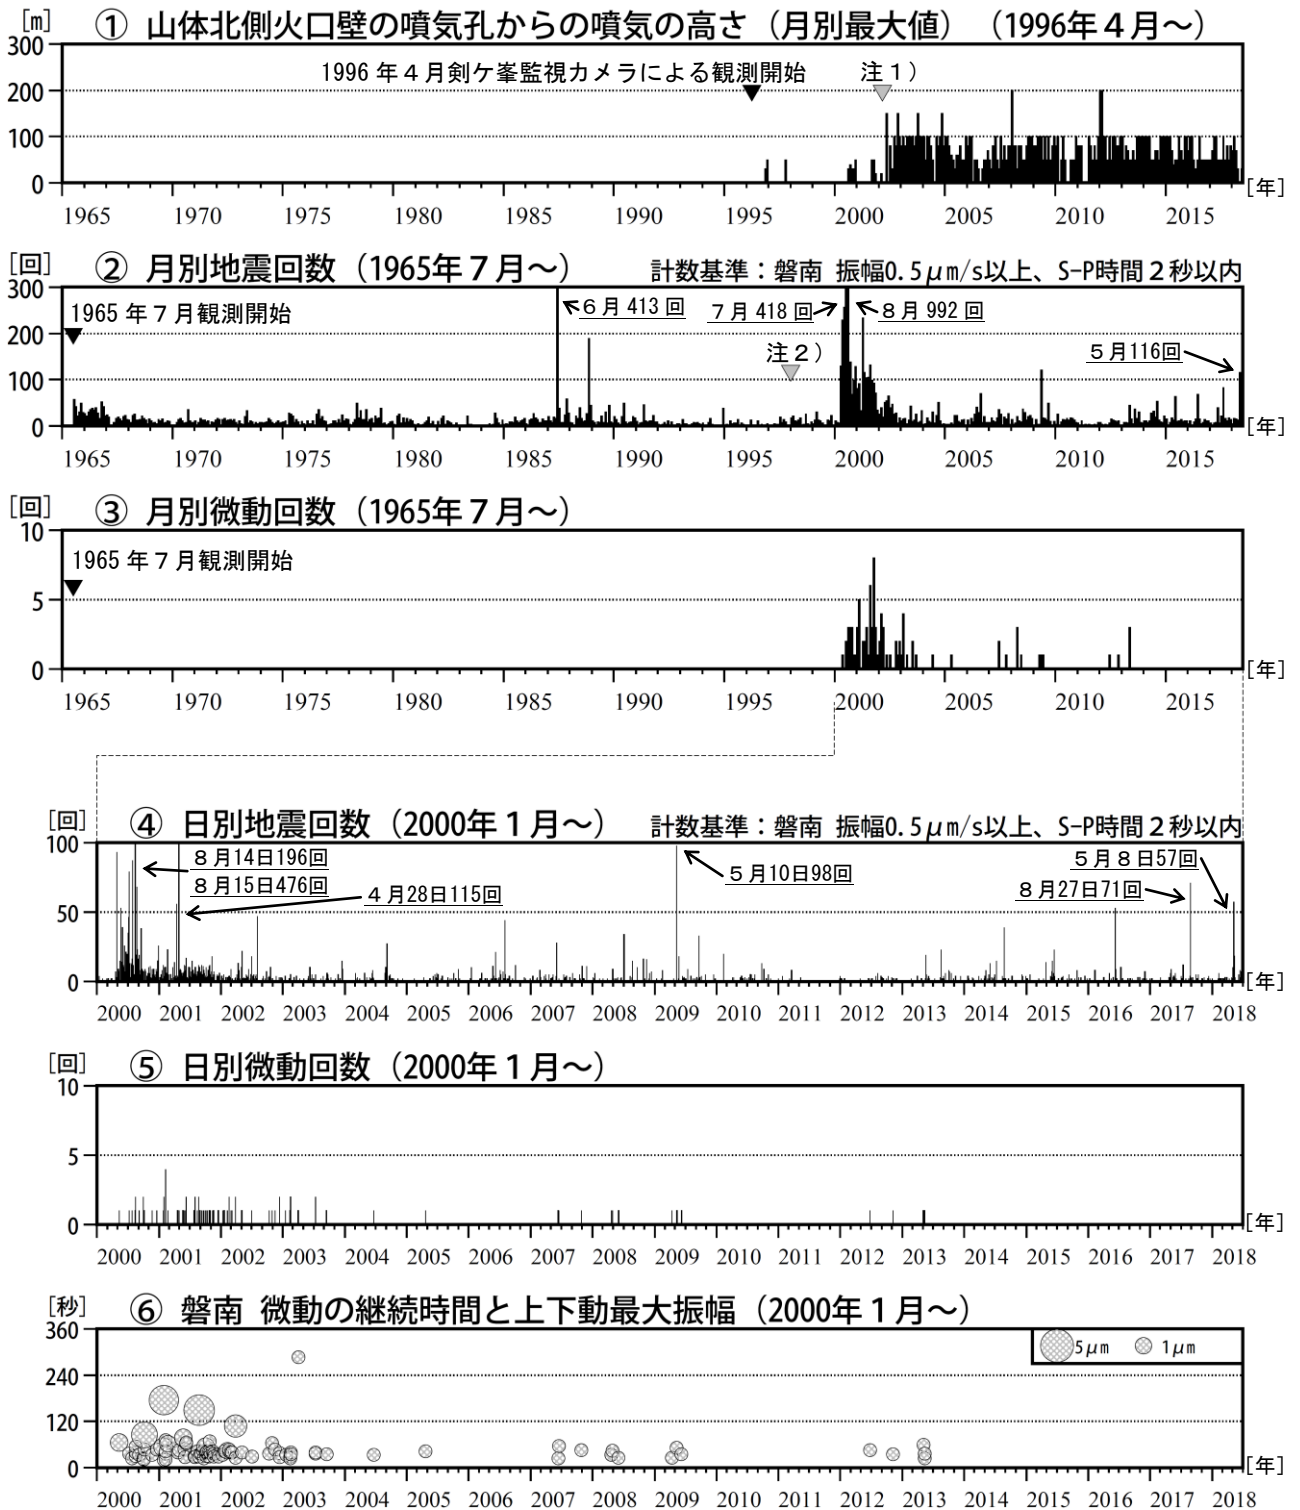 [m] ① 山体北側火口壁の噴気孔からの噴気の高さ（月別最大値）（1996年４月～）
300
1996 年４月剣ケ峯監視カメラによる観測開始 注１）
200
100
0
[年]
1965 1970 1975 1980 1985 1990 1995 2000 2005 2010 2015
[回] ② 月別地震回数（1965年７月～） 計数基準：磐南 振幅0.5μm/s以上、S-P時間２秒以内
300
1965 年７月観測開始 ６月 413 回 ７月 418 回 ８月 992 回
200
注２） ５月116回
100
0
[年]
1965 1970 1975 1980 1985 1990 1995 2000 2005 2010 2015
[回] ③ 月別微動回数（1965年７月～）
10
1965 年７月観測開始
5
0
[年]
1965 1970 1975 1980 1985 1990 1995 2000 2005 2010 2015
[回] ④ 日別地震回数（2000年１月～） 計数基準：磐南 振幅0.5μm/s以上、S-P時間２秒以内
100
８月14日196回 ５月８日57回
８月15日476回 ４月28日115回 ５月10日98回 ８月27日71回
50
0
[年]
2000 2001 2002 2003 2004 2005 2006 2007 2008 2009 2010 2011 2012 2013 2014 2015 2016 2017 2018
[回] ⑤ 日別微動回数（2000年１月～）
10
5
0
[年]
2000 2001 2002 2003 2004 2005 2006 2007 2008 2009 2010 2011 2012 2013 2014 2015 2016 2017 2018
[秒] ⑥ 磐南 微動の継続時間と上下動最大振幅（2000年１月～）
360
5μm 1μm
240
120
0
[年]
2000 2001 2002 2003 2004 2005 2006 2007 2008 2009 2010 2011 2012 2013 2014 2015 2016 2017 2018